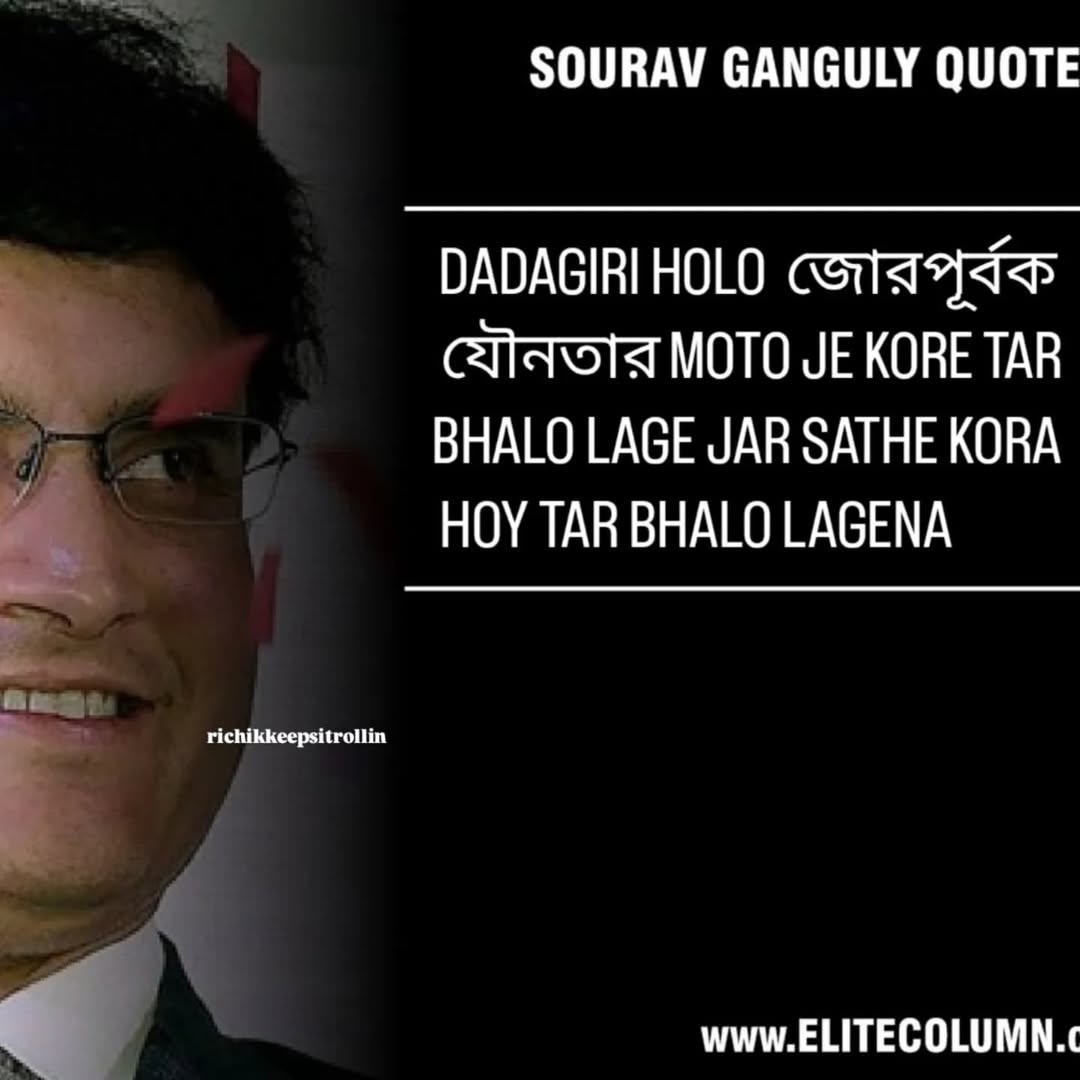 SOURAV GANGULY QUOTE
DADAGIRI HOLO জোরপূর্বক
যৌনতার MOTO JE KORE TAR
BHALO LAGE JAR SATHE KORA
HOY TAR BHALO LAGENA
richikkeepsitrollin
www.ELITECOLUMN.c